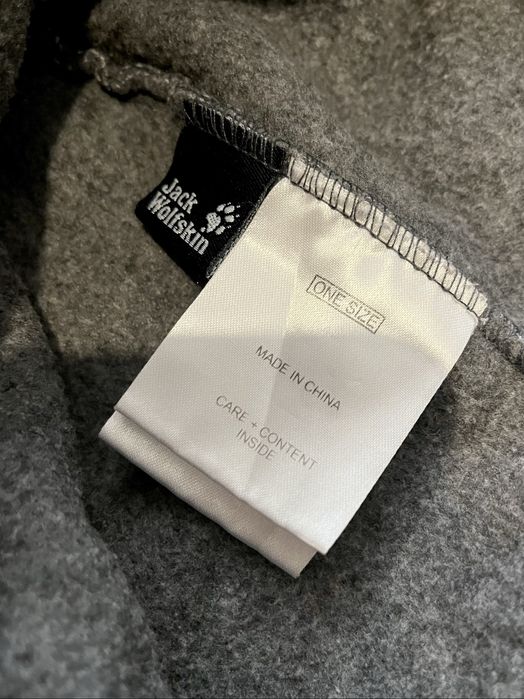 Jack
Wolfskin
ONE SIZE
MADE IN CHINA
CARE + CONTENT
INSIDE